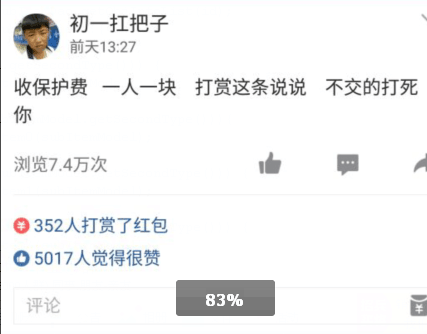 初一扛把子
前天13:27
收保护费 一人一块 打赏这条说说 不交的打死
你
浏览7.4万次
352人打赏了红包
5017人觉得很赞
83%
评论